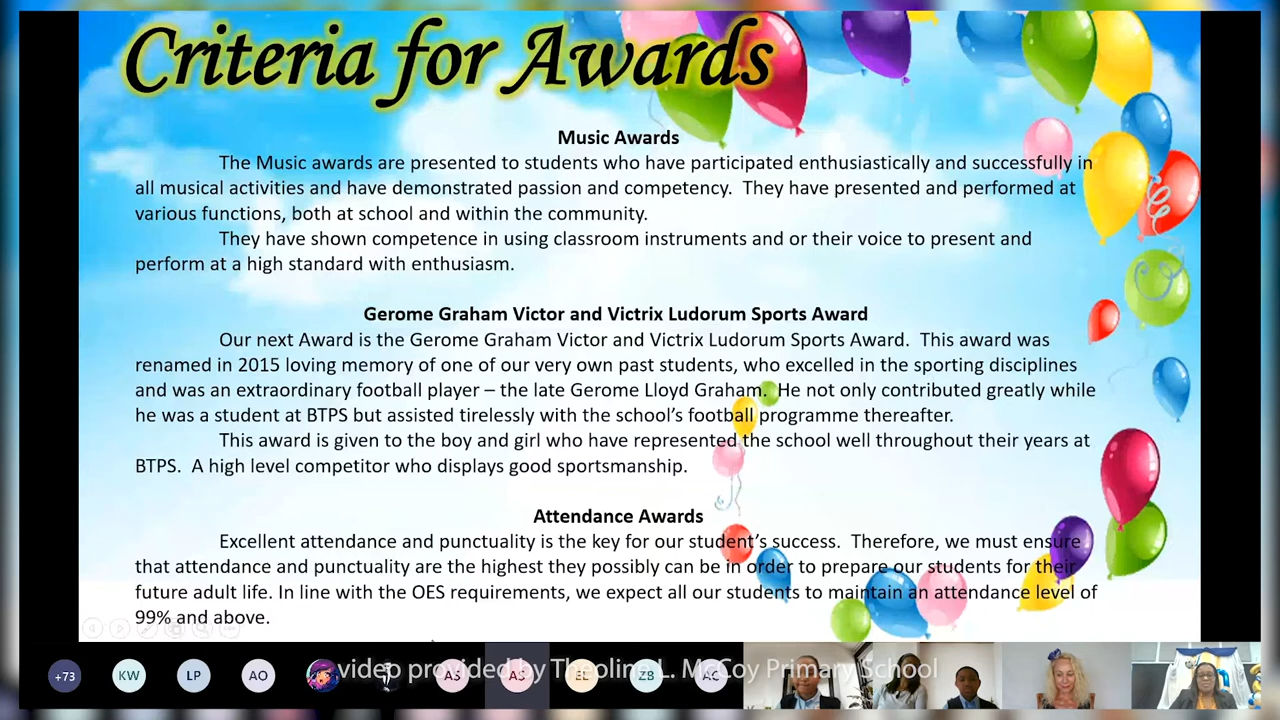 Criteria for Awards
Music Awards
The Music awards are presented to students who have participated enthusiastically and successfully in
all musical activities and have demonstrated passion and competency. They have presented and performed at
various functions, both at school and within the community.
They have shown competence in using classroom instruments and or their voice to present and
perform at a high standard with enthusiasm.
Gerome Graham Victor and Victrix Ludorum Sports Award
Our next Award is the Gerome Graham Victor and Victrix Ludorum Sports Award. This award was
renamed in 2015 loving memory of one of our very own past students, who excelled in the sporting disciplines
and was an extraordinary football player – the late Gerome Lloyd Graham. He not only contributed greatly while
he was a student at BTPS but assisted tirelessly with the school's football programme thereafter.
This award is given to the boy and girl who have represented the school well throughout their years at
BTPS. A high level competitor who displays good sportsmanship.
Attendance Awards
Excellent attendance and punctuality is the key for our student's success. Therefore, we must ensure
that attendance and punctuality are the highest they possibly can be in order to prepare our students for their
future adult life. In line with the OES requirements, we expect all our students to maintain an attendance level of
99% and above.
+73 KW LP AO AS AS EL ZB AC
video provided by Theoline L. McCoy Primary School